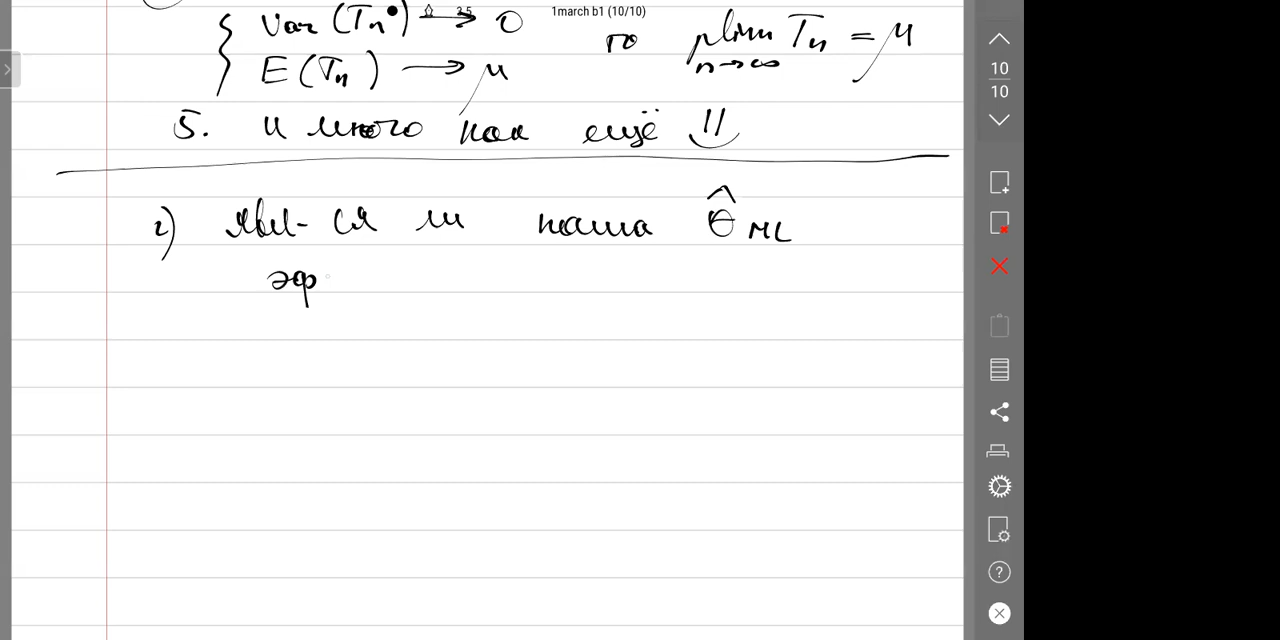 1march b1 (10/10)
Var (Tn) → 0
то plim Tn = μ
n→∞
E (Tn) → μ
10
10
5. и много как ещё !!
г) явл-ся ли наша θ̂ ML
эф